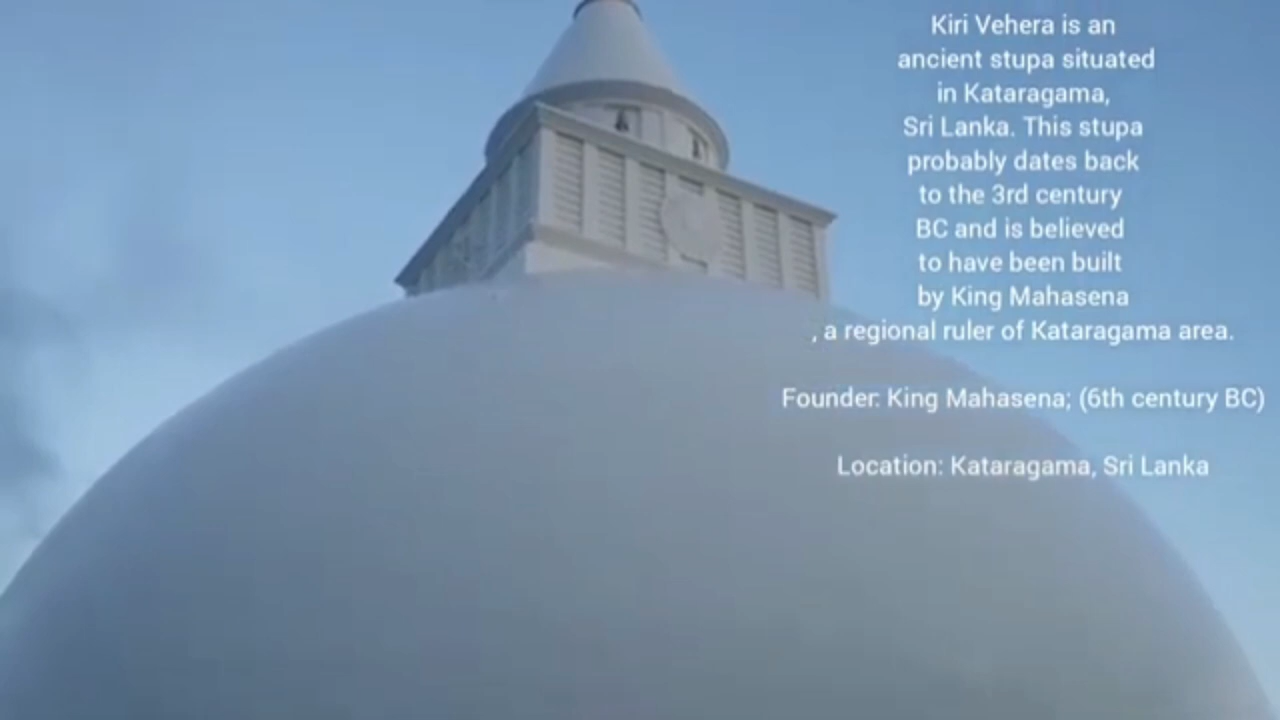 Kiri Vehera is an
ancient stupa situated
in Kataragama,
Sri Lanka. This stupa
probably dates back
to the 3rd century
BC and is believed
to have been built
by King Mahasena
, a regional ruler of Kataragama area.
Founder: King Mahasena; (6th century BC)
Location: Kataragama, Sri Lanka